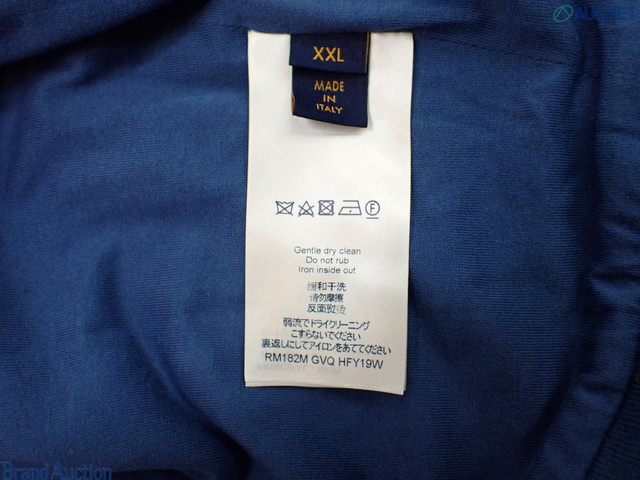 XXL
MADE
IN
ITALY
Gentle dry clean
Do not rub
Iron inside out
缓和干洗
请勿摩擦
反面熨烫
弱流でドライクリーニング
こすらないでください
裏返しにしてアイロンをあててください
RM182M GVQ HFY19W
Brand Auction